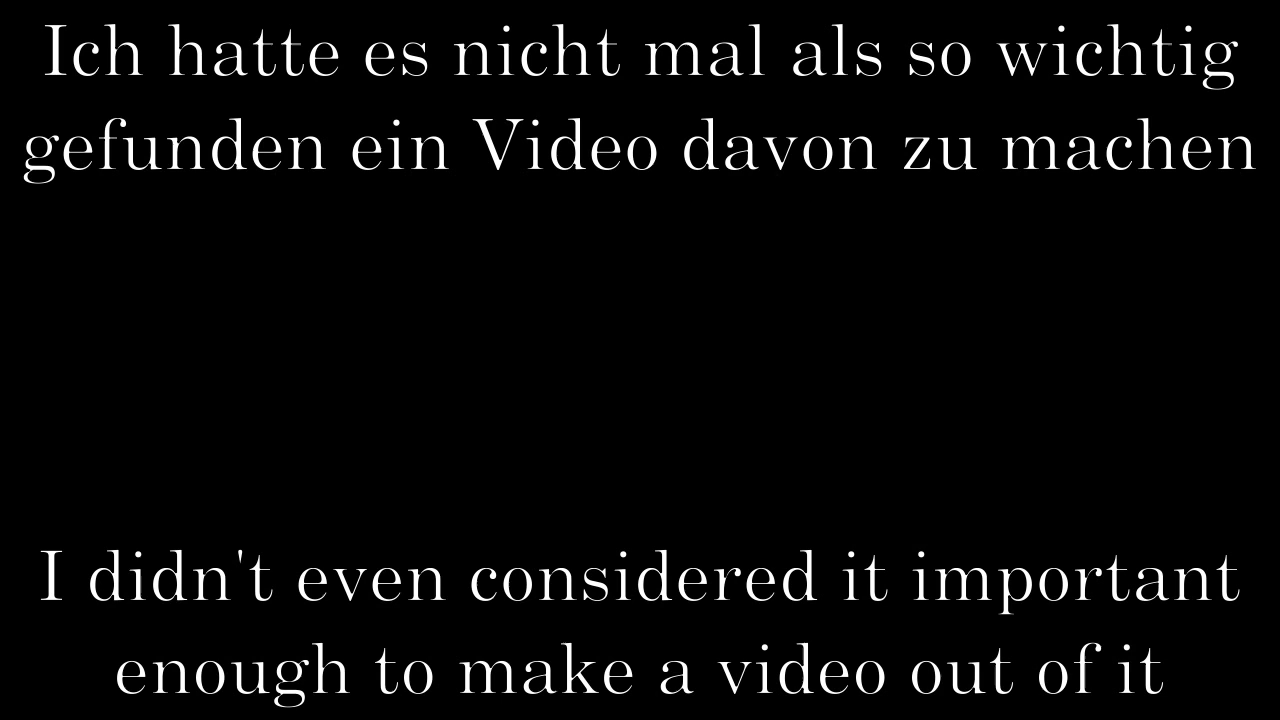 Ich hatte es nicht mal als so wichtig
gefunden ein Video davon zu machen
I didn't even considered it important
enough to make a video out of it